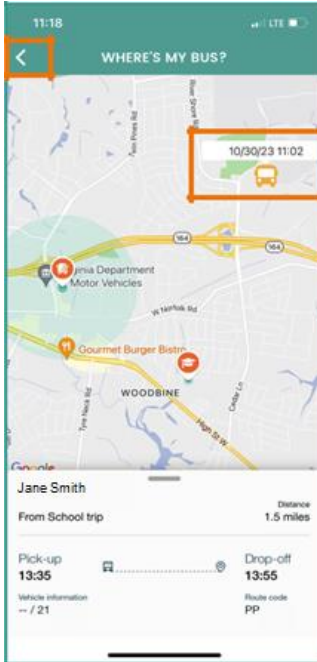 11:18
LTE
WHERE'S MY BUS?
River Shore
Twin Pines Rd
10/30/23 11:02
164
164
ginia Department
Motor Vehicles
W Norfolk Rd
Gourmet Burger Bistro
WOODBINE
Cedar Ln
Tyre Neck Rd
High St W
Google
Jane Smith
From School trip
Distance
1.5 miles
Pick-up
13:35
Drop-off
13:55
Vehicle information
-- / 21
Route code
PP